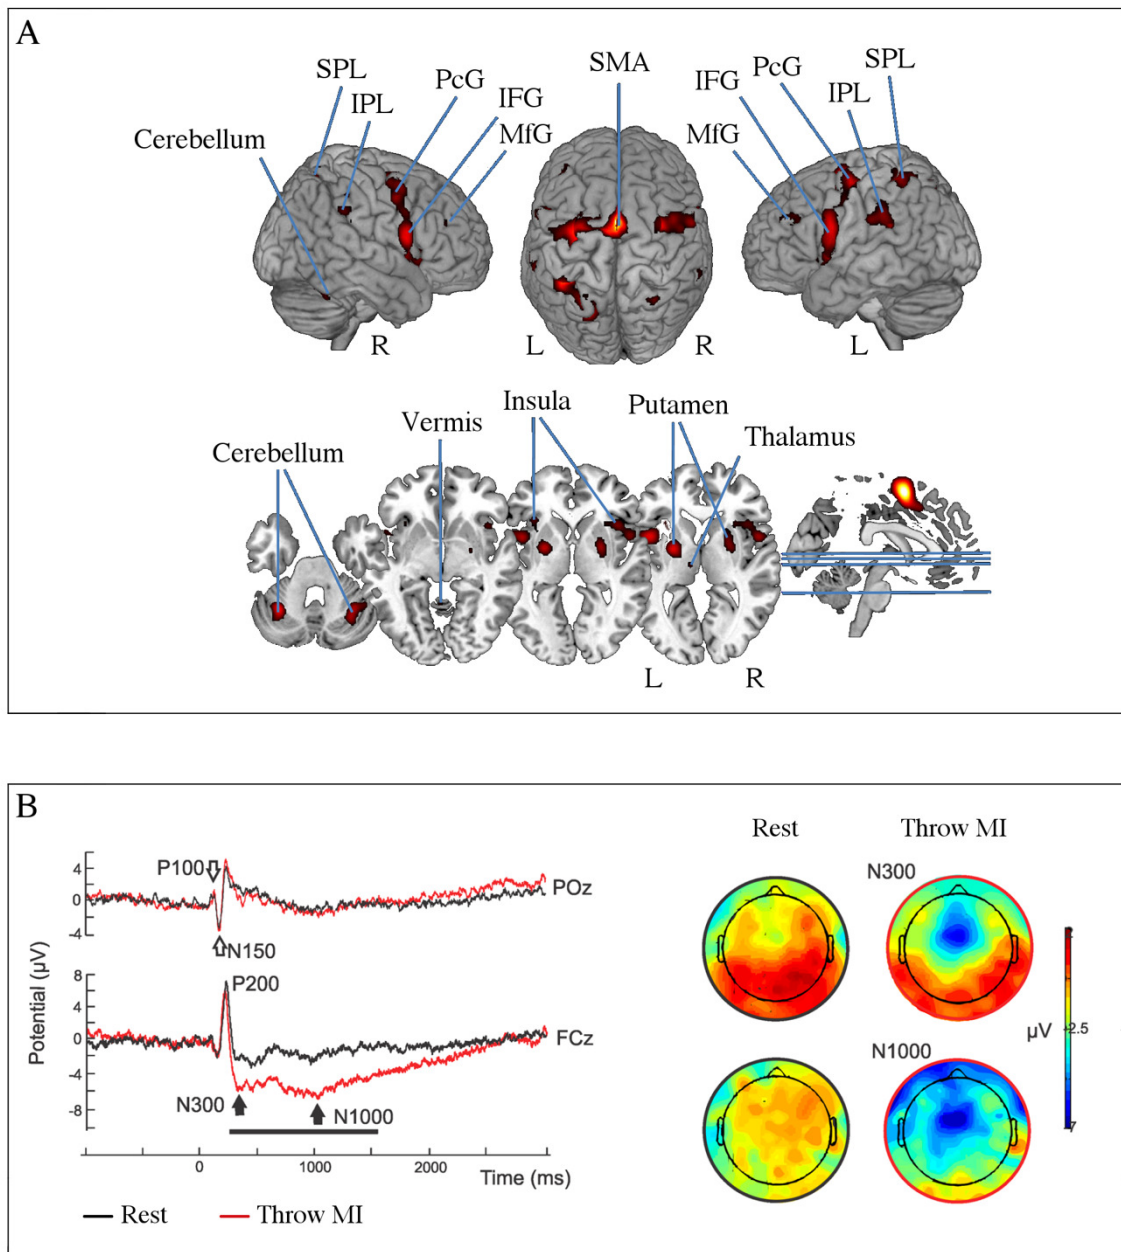 A
SMA
SPL
PcG
IFG
PcG
SPL
IPL
IFG
IPL
MfG
MfG
Cerebellum
R
L
R
L
Insula
Putamen
Vermis
Thalamus
Cerebellum
L
R
B
Rest
Throw MI
4
0
-4
P100
N150
POz
N300
Potential (µV)
8
4
0
-4
-8
P200
FCz
N300
N1000
µV
2.5
N1000
-7
0
1000
2000
Time (ms)
Rest
Throw MI